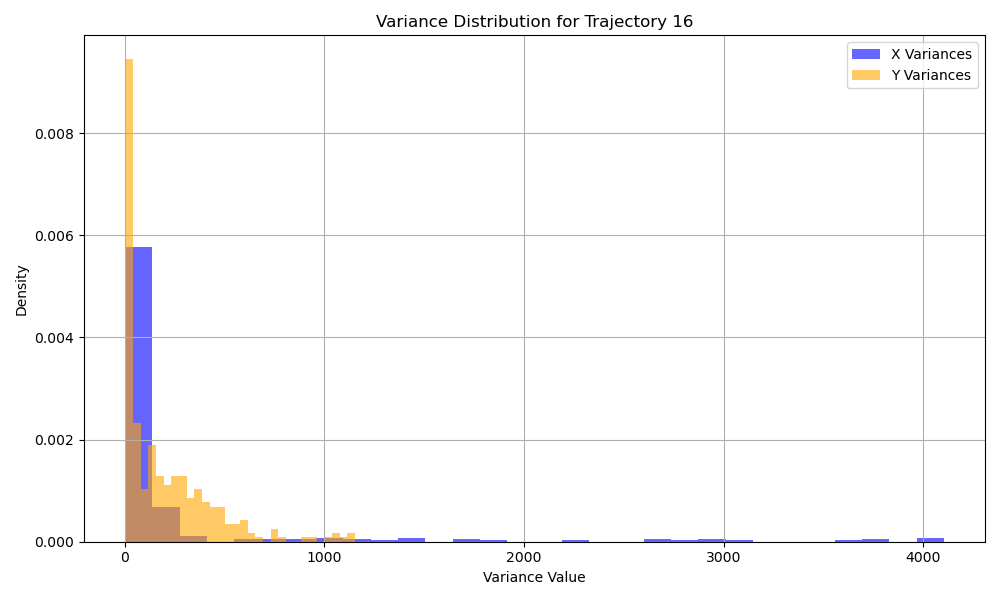 Variance Distribution for Trajectory 16
X Variances
Y Variances
Density
0.008
0.006
0.004
0.002
0.000
0
1000
2000
3000
4000
Variance Value